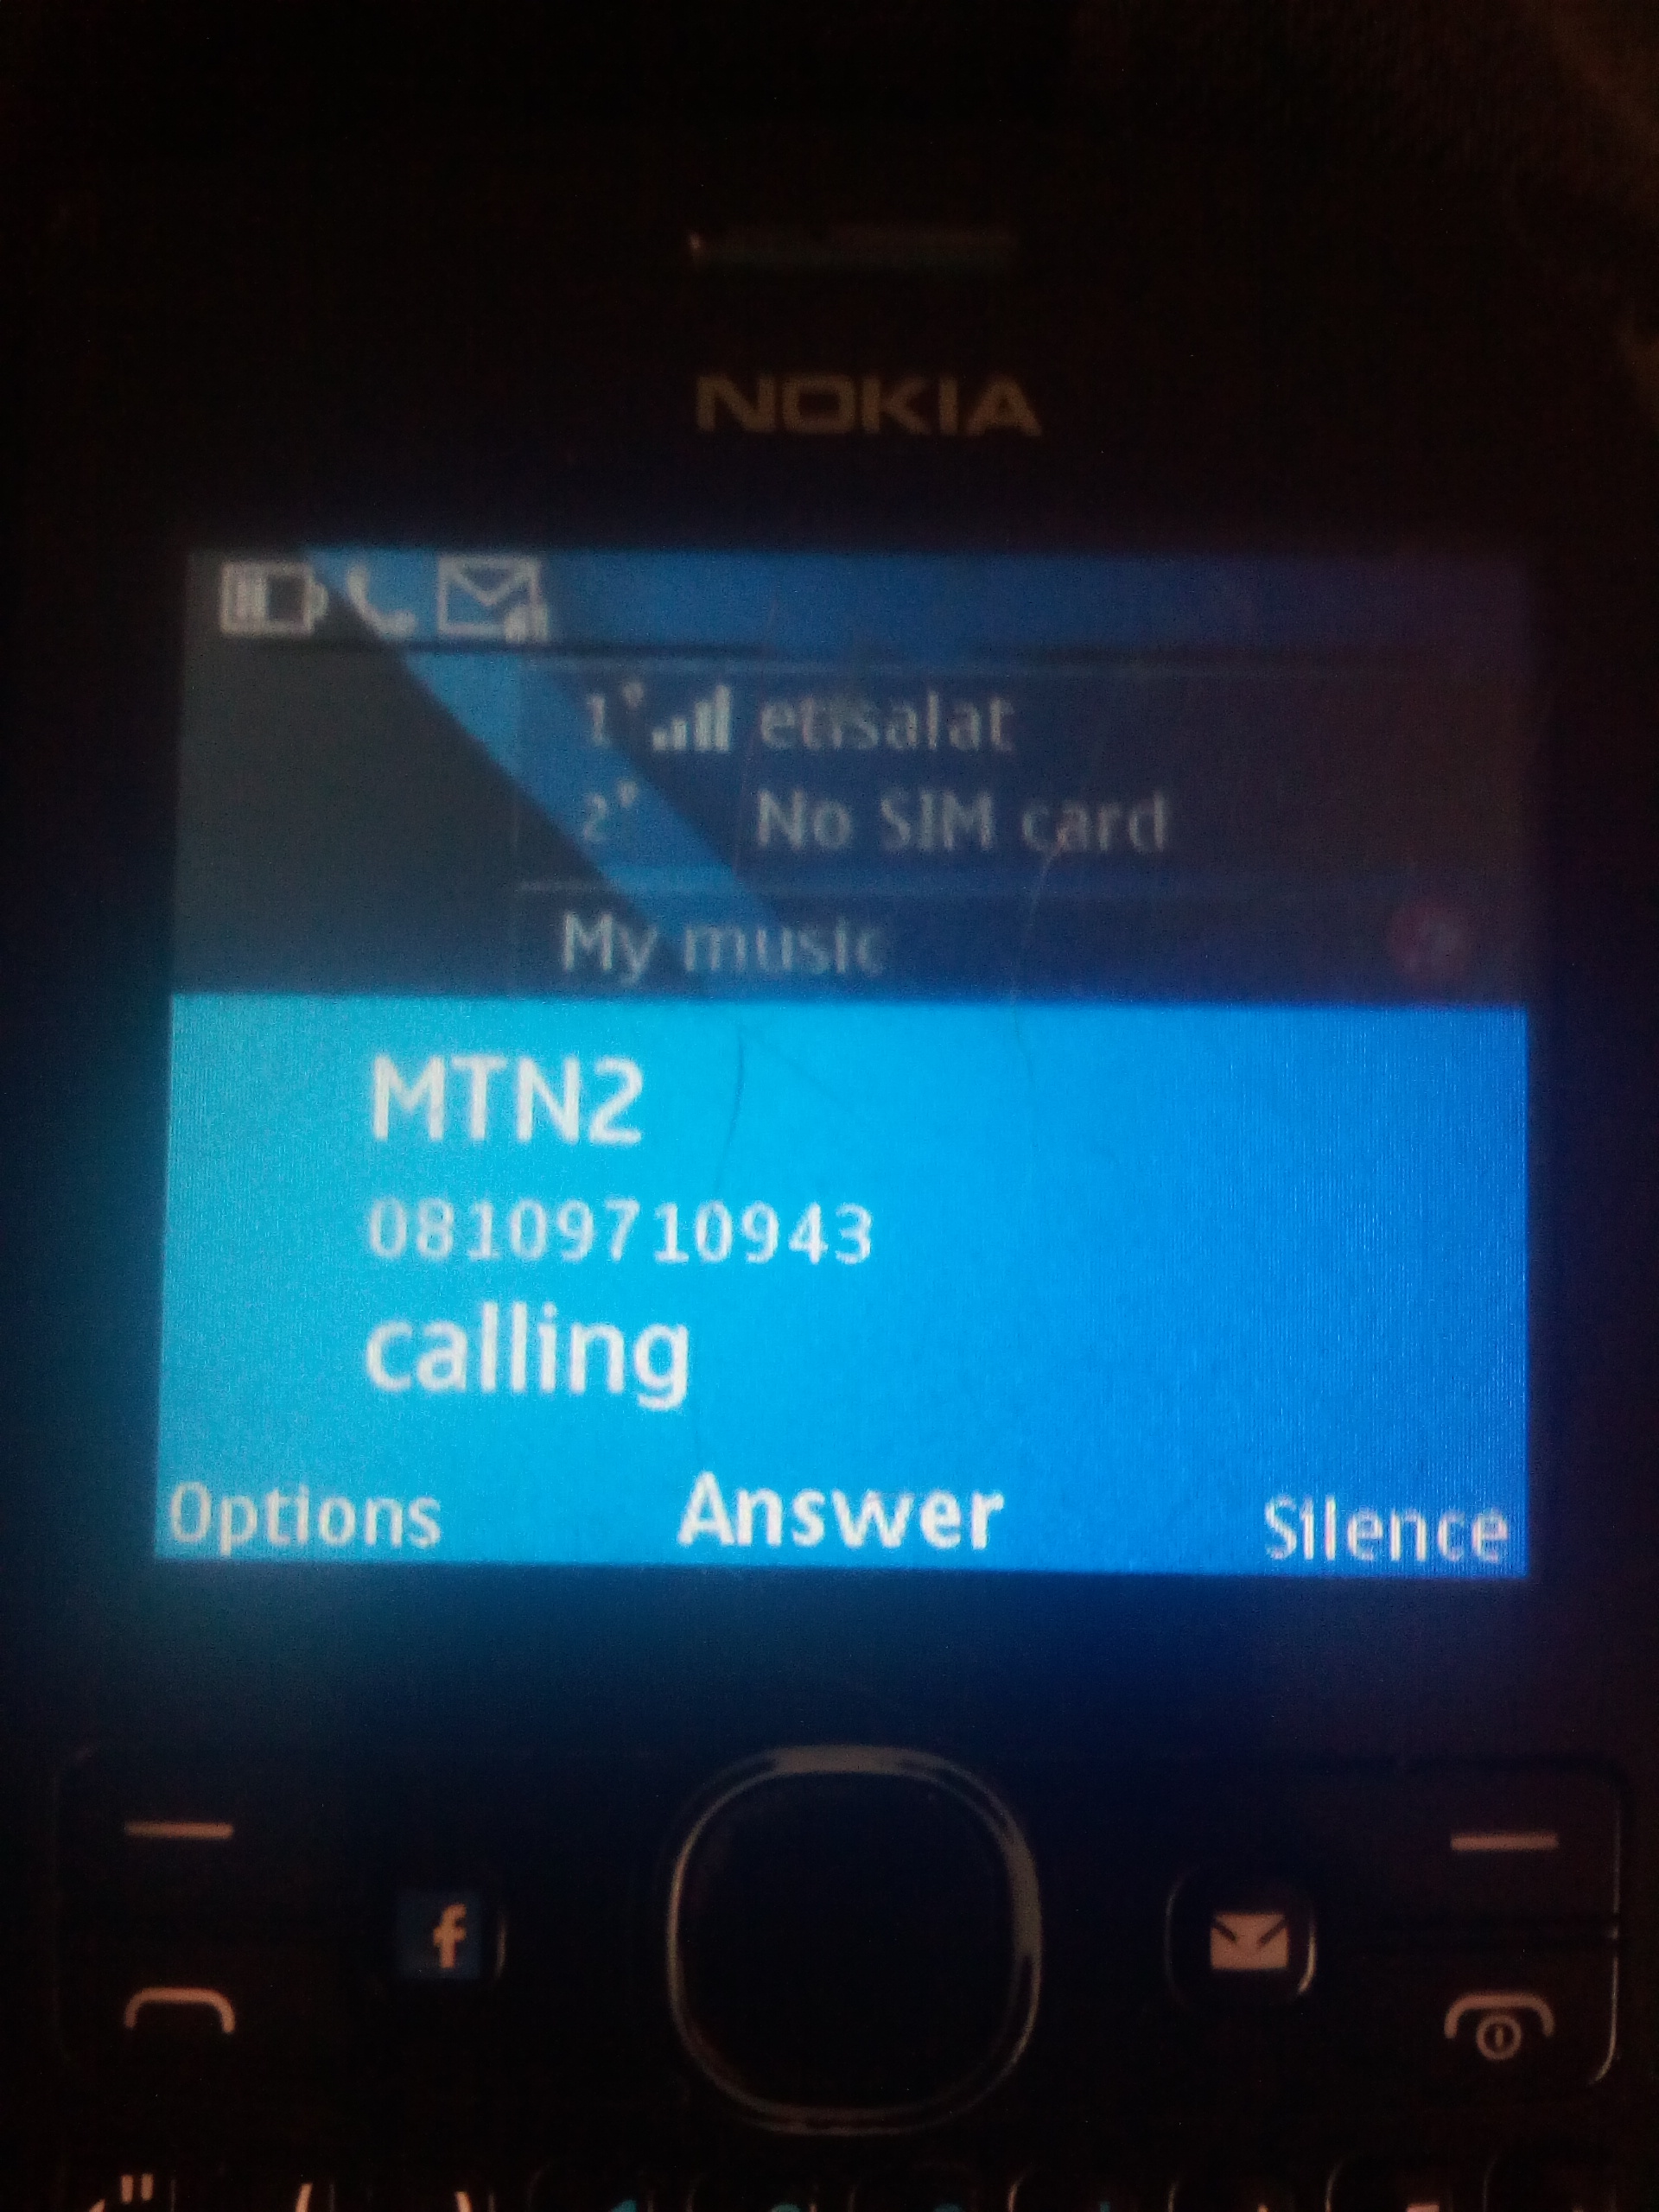 NOKIA
1 etisalat
2 No SIM card
My music
MTN2
08109710943
calling
Options Answer Silence
f